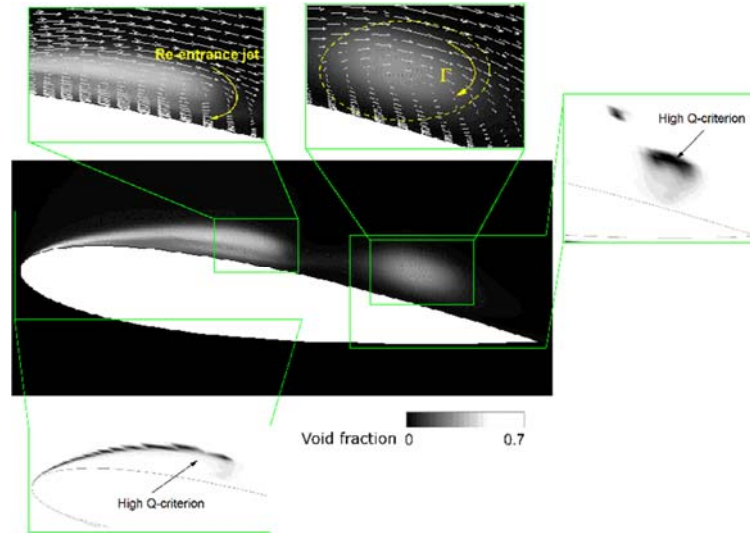 Re-entrance jet
Γ
High Q-criterion
Void fraction 0 0.7
High Q-criterion